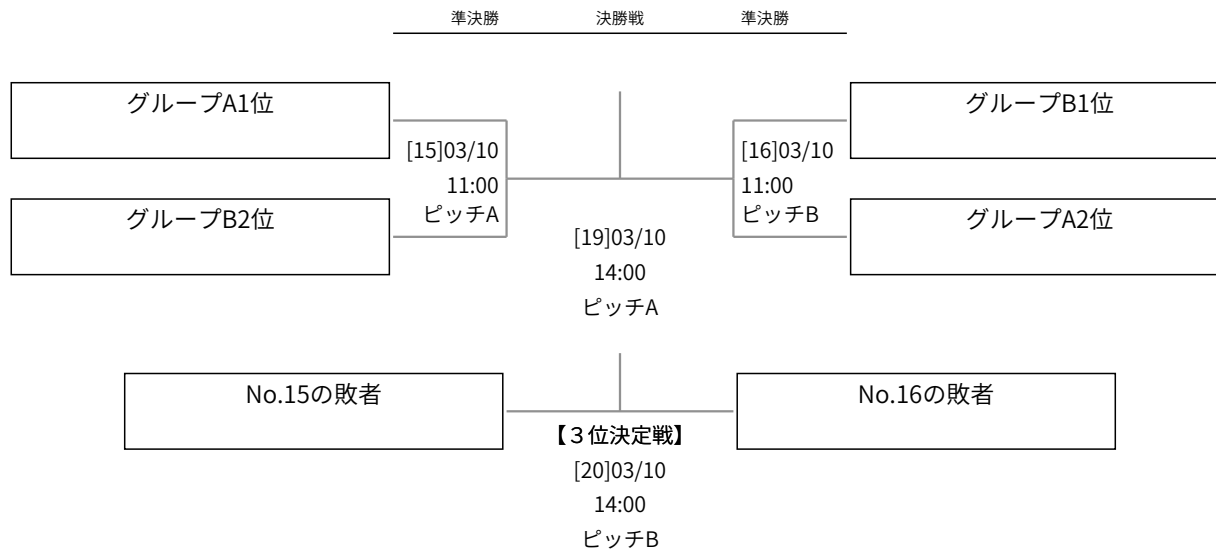 準決勝 決勝戦 準決勝
グループA1位
グループB1位
[15]03/10
11:00
ピッチA
[16]03/10
11:00
ピッチB
グループB2位
グループA2位
[19]03/10
14:00
ピッチA
No.15の敗者
No.16の敗者
【３位決定戦】
[20]03/10
14:00
ピッチB